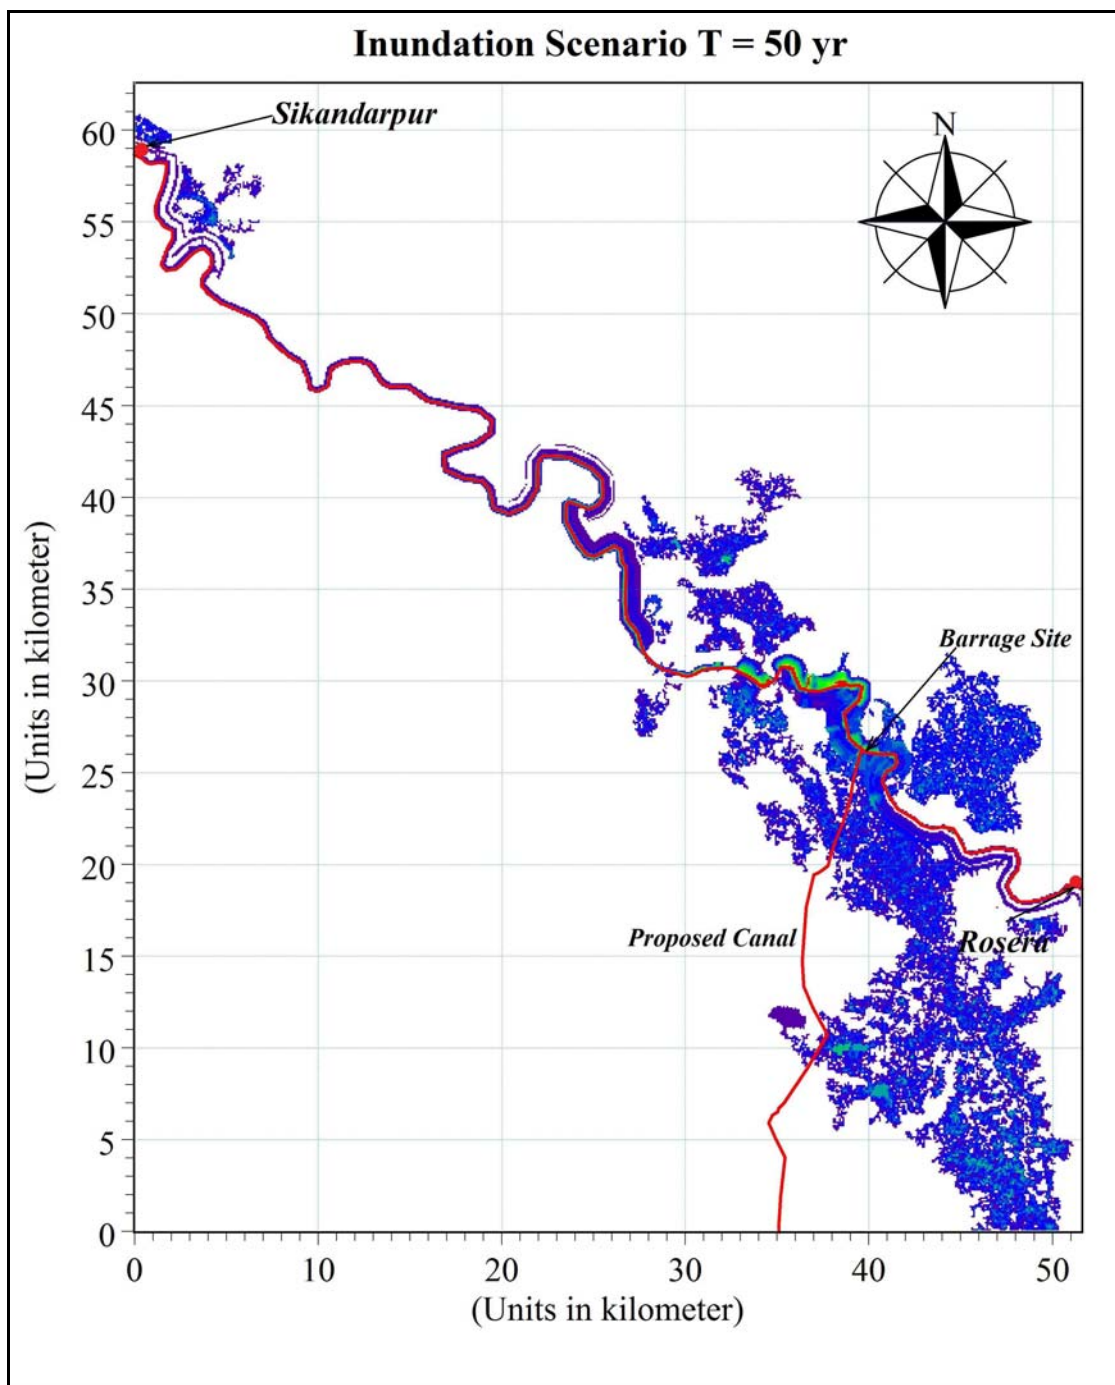 Inundation Scenario T = 50 yr
Sikandarpur
N
60
55
50
45
40
35
30
25
20
15
10
5
0
(Units in kilometer)
Barrage Site
Proposed Canal
Rosera
0 10 20 30 40 50
(Units in kilometer)